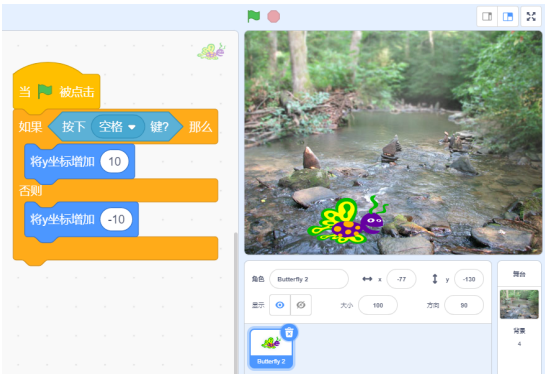 当 被点击
如果 按下 空格 键? 那么
将y坐标增加 10
否则
将y坐标增加 -10
角色 Butterfly 2 x -77 y -130
显示 大小 100 方向 90
Butterfly 2
舞台
背景
4